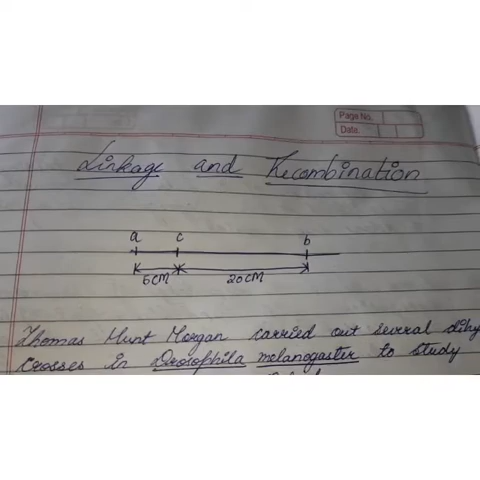 Page No.
Date.
Linkage and Recombination
a c b
5CM 20CM
Thomas Hunt Morgan carried out several dihy
crosses in Drosophila melanogaster to study